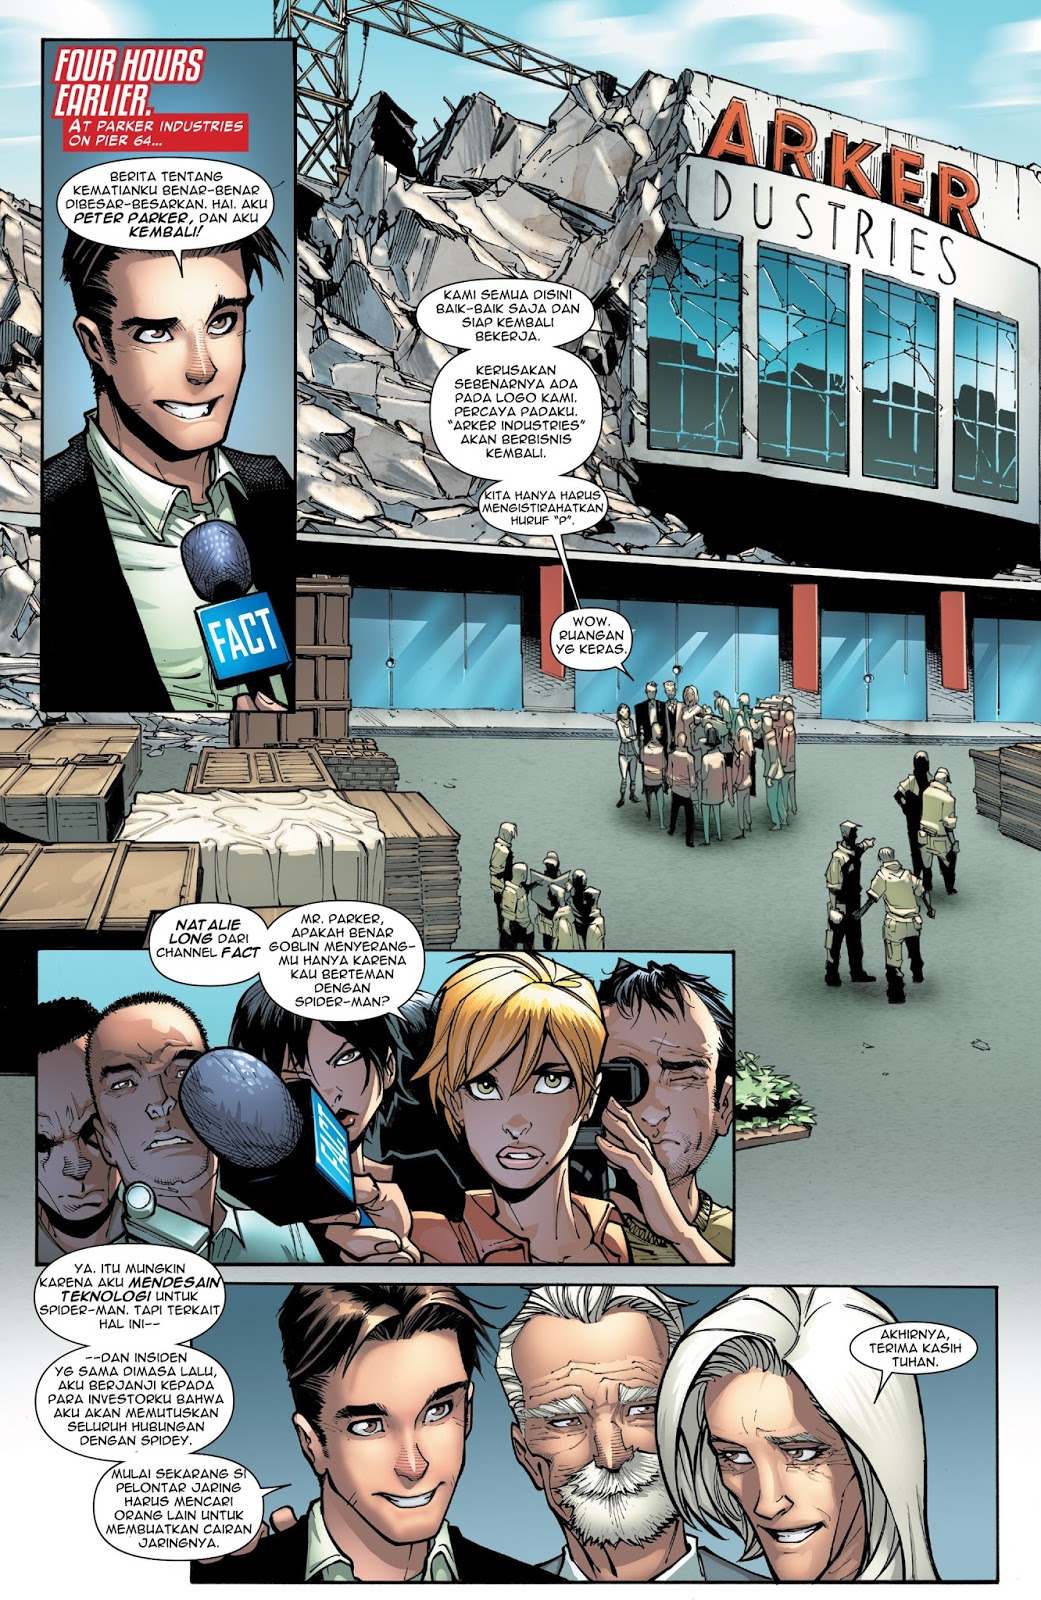 FOUR HOURS
EARLIER.
AT PARKER INDUSTRIES
ON PIER 64...
BERITA TENTANG
KEMATIANKU BENAR-BENAR
DIBESAR-BESARKAN. HAI. AKU
PETER PARKER, DAN AKU
KEMBALI!
FACT
ARKER
INDUSTRIES
KAMI SEMUA DISINI
BAIK-BAIK SAJA DAN
SIAP KEMBALI
BEKERJA.
KERUSAKAN
SEBENARNYA ADA
PADA LOGO KAMI.
PERCAYA PADAKU.
"ARKER INDUSTRIES"
AKAN BERBISNIS
KEMBALI.
KITA HANYA HARUS
MENGISTIRAHATKAN
HURUF "P".
WOW.
RUANGAN
YG KERAS.
NATALIE
LONG DARI
CHANNEL FACT
MR. PARKER,
APAKAH BENAR
GOBLIN MENYERANG-
MU HANYA KARENA
KAU BERTEMAN
DENGAN
SPIDER-MAN?
FACT
YA. ITU MUNGKIN
KARENA AKU MENDESAIN
TEKNOLOGI UNTUK
SPIDER-MAN. TAPI TERKAIT
HAL INI--
--DAN INSIDEN
YG SAMA DIMASA LALU,
AKU BERJANJI KEPADA
PARA INVESTORKU BAHWA
AKU AKAN MEMUTUSKAN
SELURUH HUBUNGAN
DENGAN SPIDEY.
MULAI SEKARANG SI
PELONTAR JARING
HARUS MENCARI
ORANG LAIN UNTUK
MEMBUATKAN CAIRAN
JARINGNYA.
AKHIRNYA,
TERIMA KASIH
TUHAN.